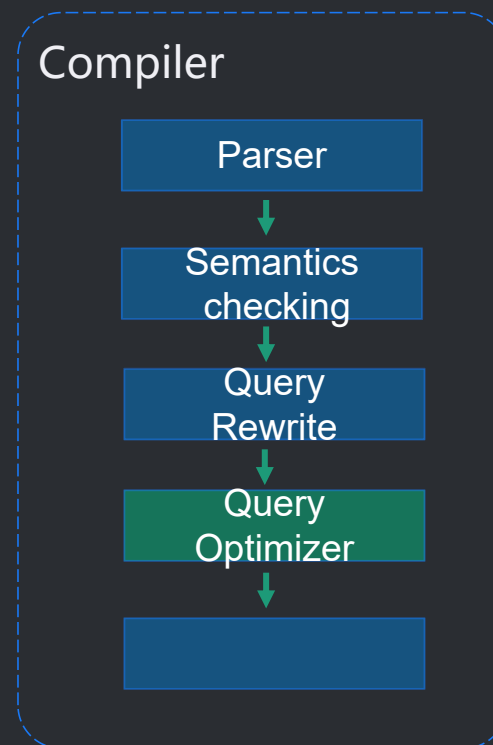 Compiler
Parser
Semantics
checking
Query
Rewrite
Query
Optimizer